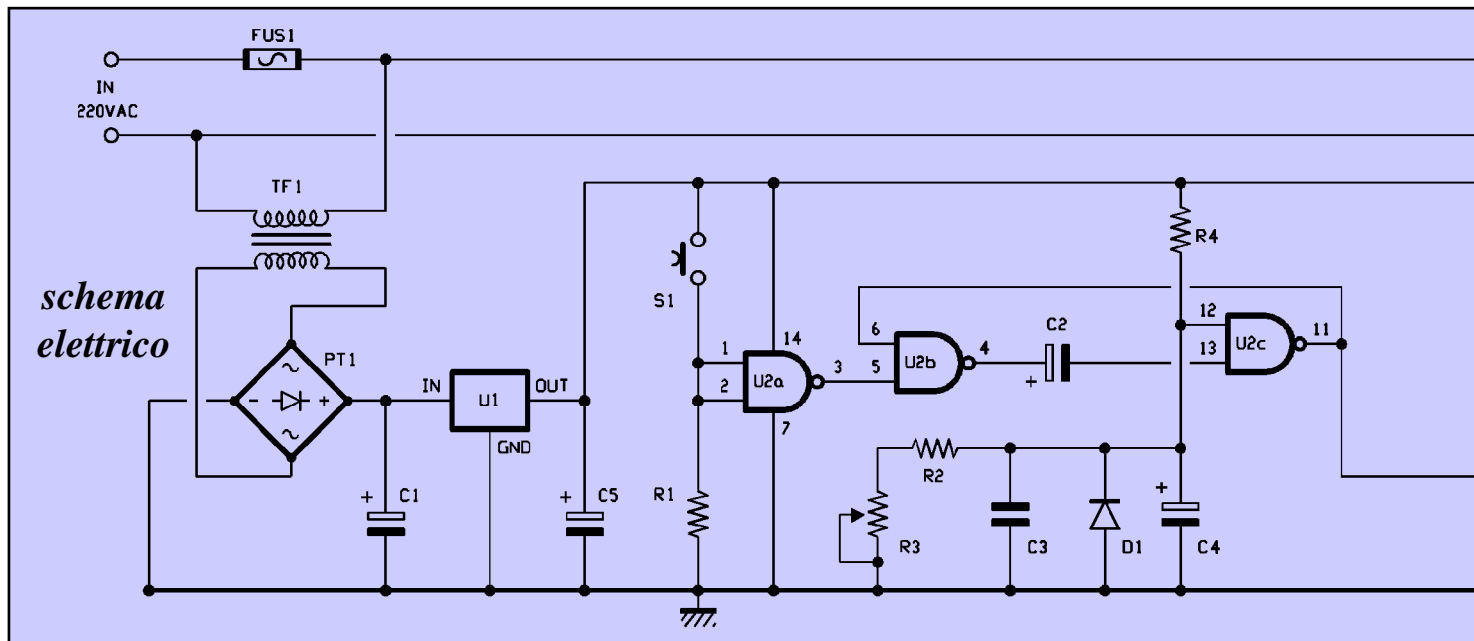 FUS1
IN
220VAC
TF1
schema
elettrico
PT1
~
- +
~
IN
U1
OUT
GND
+ C1
+ C5
S1
R1
1
2
14
U2a
7
3
6
5
U2b
4
C2
+
R4
12
13
U2c
11
R2
R3
C3
D1
+
C4